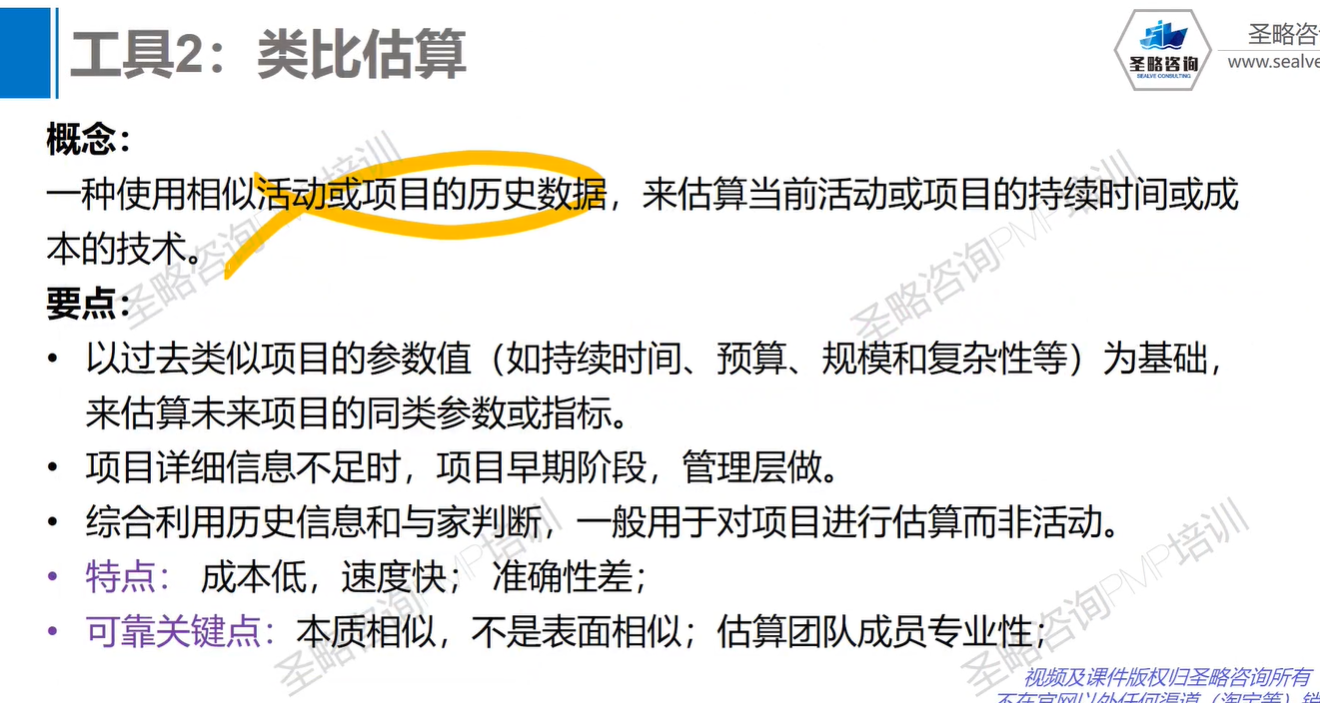 工具2：类比估算
圣略咨询
SEALVE CONSULTING
圣略咨
www.sealve
概念：
一种使用相似活动或项目的历史数据，来估算当前活动或项目的持续时间或成
本的技术。
要点：
• 以过去类似项目的参数值（如持续时间、预算、规模和复杂性等）为基础，
来估算未来项目的同类参数或指标。
• 项目详细信息不足时，项目早期阶段，管理层做。
• 综合利用历史信息和与家判断，一般用于对项目进行估算而非活动。
• 特点： 成本低，速度快； 准确性差；
• 可靠关键点：本质相似，不是表面相似；估算团队成员专业性；
圣略咨询PMP培训
圣略咨询PMP培训
圣略咨询PMP培训
圣略咨询PMP培训
视频及课件版权归圣略咨询所有
不在官网以外任何渠道（淘宝等）销